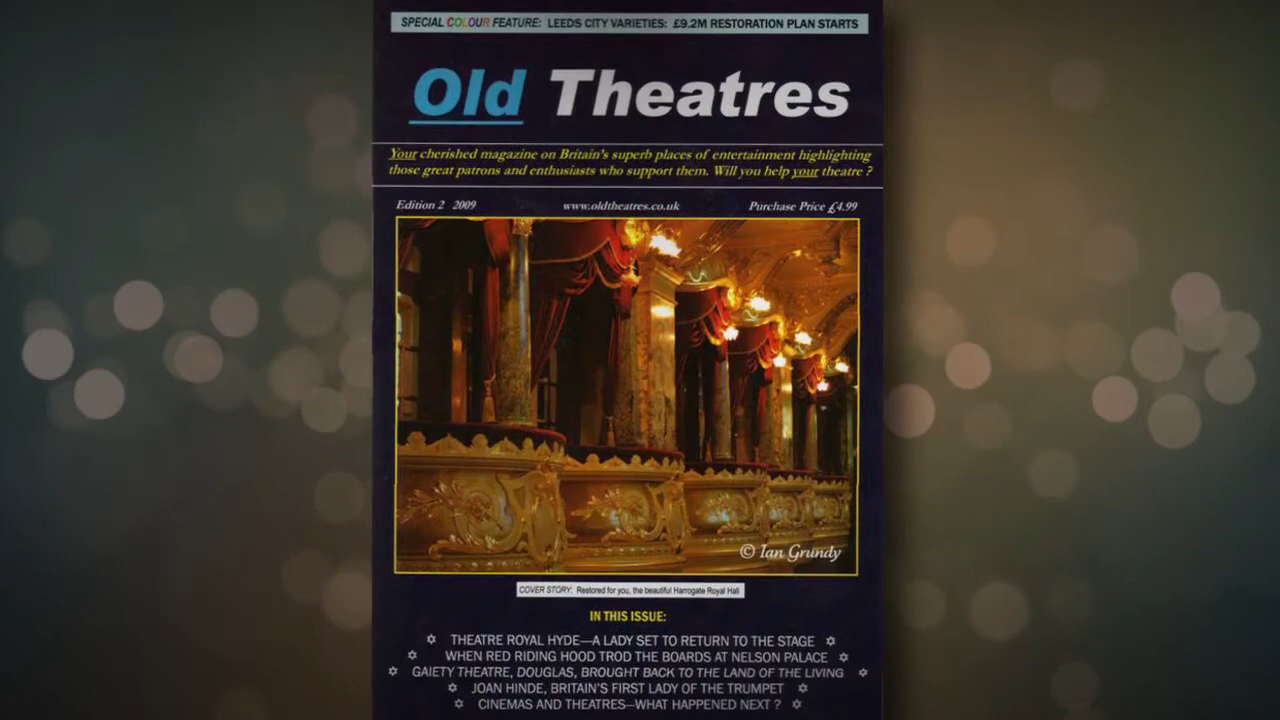 SPECIAL COLOUR FEATURE: LEEDS CITY VARIETIES: £9.2M RESTORATION PLAN STARTS
Old Theatres
Your cherished magazine on Britain's superb places of entertainment highlighting
those great patrons and enthusiasts who support them. Will you help your theatre ?
Edition 2 2009 www.oldtheatres.co.uk Purchase Price £4.99
© Ian Grundy
COVER STORY: Restored for you, the beautiful Harrogate Royal Hall
IN THIS ISSUE:
✡ THEATRE ROYAL HYDE—A LADY SET TO RETURN TO THE STAGE ✡
✡ WHEN RED RIDING HOOD TROD THE BOARDS AT NELSON PALACE ✡
✡ GAIETY THEATRE, DOUGLAS, BROUGHT BACK TO THE LAND OF THE LIVING ✡
✡ JOAN HINDE, BRITAIN'S FIRST LADY OF THE TRUMPET ✡
✡ CINEMAS AND THEATRES—WHAT HAPPENED NEXT ? ✡